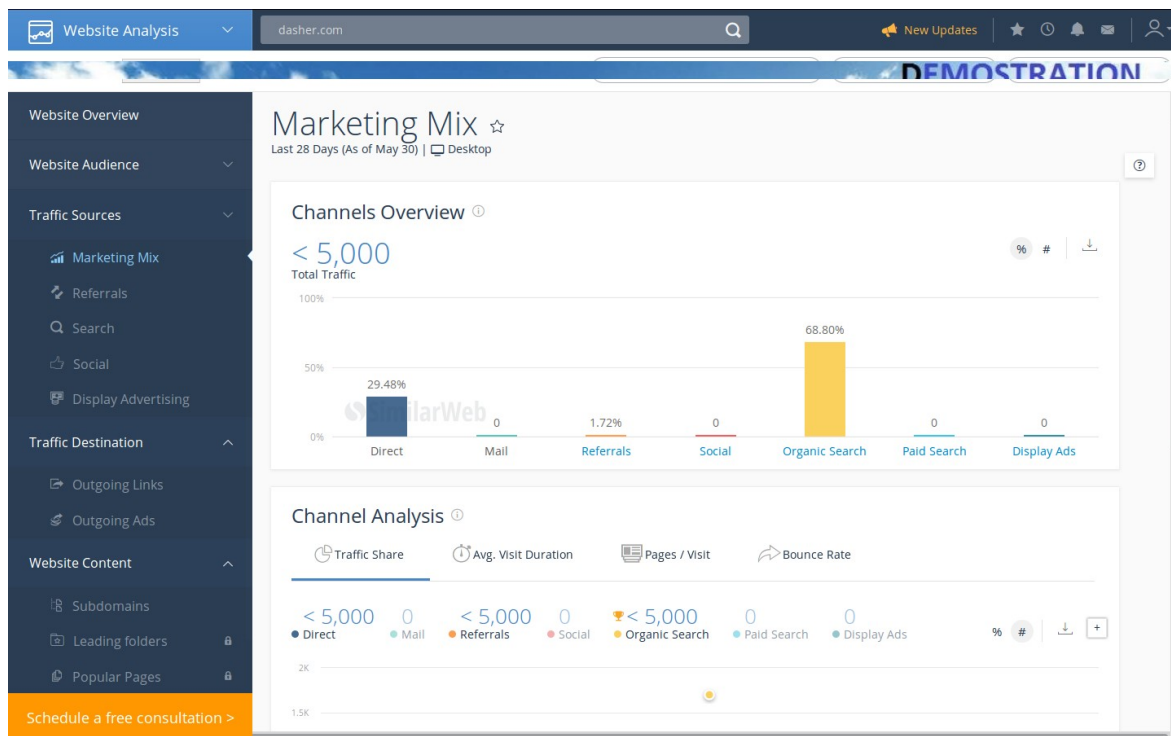 Website Analysis
dasher.com
New Updates
DEMOSTRATION
Website Overview
Website Audience
Traffic Sources
Marketing Mix
Referrals
Search
Social
Display Advertising
Traffic Destination
Outgoing Links
Outgoing Ads
Website Content
Subdomains
Leading folders
Popular Pages
Schedule a free consultation >
Marketing Mix
Last 28 Days (As of May 30) | Desktop
?
Channels Overview
< 5,000
Total Traffic
% #
100%
50%
0%
29.48% 0 1.72% 0 68.80% 0 0
SimilarWeb
Direct Mail Referrals Social Organic Search Paid Search Display Ads
Channel Analysis
Traffic Share Avg. Visit Duration Pages / Visit Bounce Rate
< 5,000 0 < 5,000 0 < 5,000 0 0
Direct Mail Referrals Social Organic Search Paid Search Display Ads
% # +
2K
1.5K